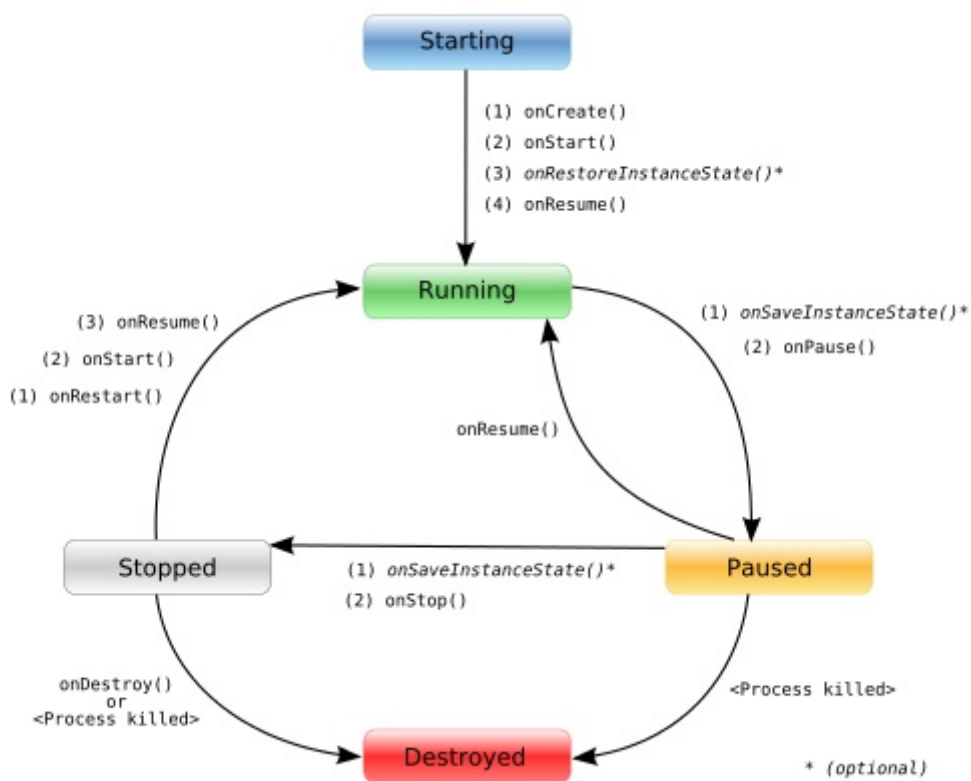 Starting
(1) onCreate()
(2) onStart()
(3) onRestoreInstanceState()*
(4) onResume()
Running
(3) onResume()
(2) onStart()
(1) onRestart()
(1) onSaveInstanceState()*
(2) onPause()
onResume()
Stopped
(1) onSaveInstanceState()*
(2) onStop()
Paused
onDestroy()
or
<Process killed>
<Process killed>
Destroyed
* (optional)